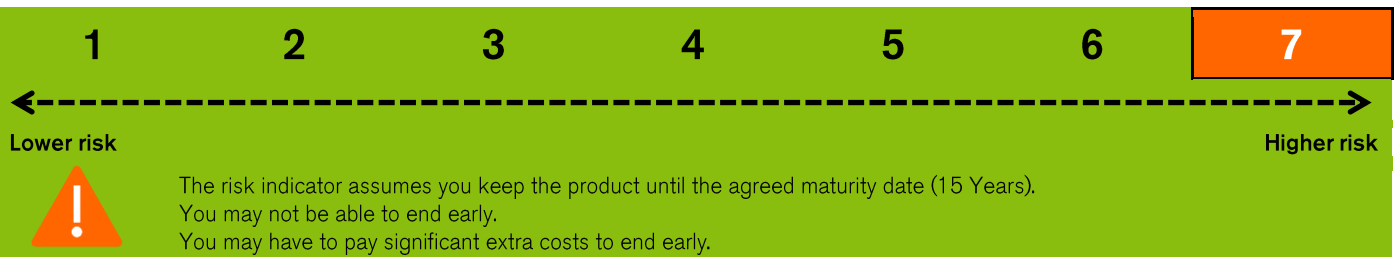 1 2 3 4 5 6 7
Lower risk Higher risk
The risk indicator assumes you keep the product until the agreed maturity date (15 Years).
You may not be able to end early.
You may have to pay significant extra costs to end early.